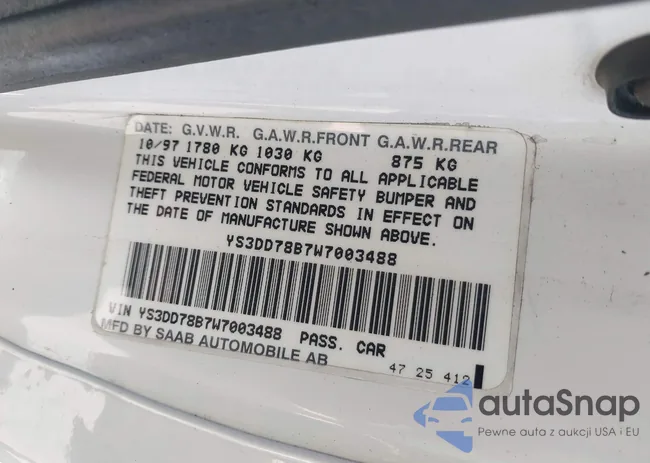 DATE: G.V.W.R. G.A.W.R.FRONT G.A.W.R.REAR
10/97 1780 KG 1030 KG 875 KG
THIS VEHICLE CONFORMS TO ALL APPLICABLE
FEDERAL MOTOR VEHICLE SAFETY BUMPER AND
THEFT PREVENTION STANDARDS IN EFFECT ON
THE DATE OF MANUFACTURE SHOWN ABOVE.
YS3DD78B7W7003488
VIN YS3DD78B7W7003488 PASS. CAR
MFD BY SAAB AUTOMOBILE AB
47 25 412
autoSnap
Pewne auta z aukcji USA i EU